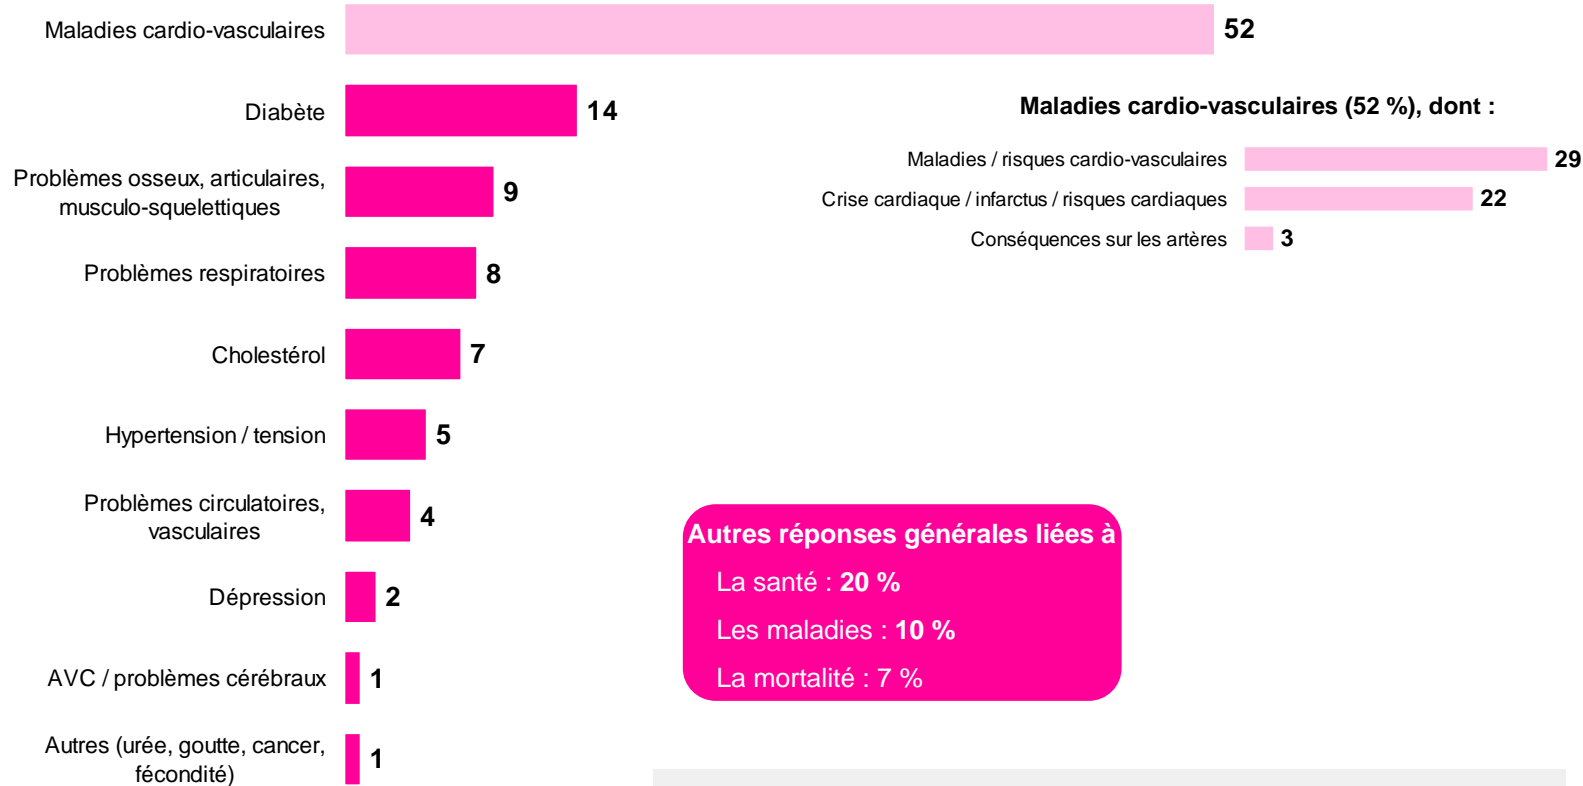 Maladies cardio-vasculaires 52
Diabète 14
Problèmes osseux, articulaires,
musculo-squelettiques 9
Problèmes respiratoires 8
Cholestérol 7
Hypertension / tension 5
Problèmes circulatoires,
vasculaires 4
Dépression 2
AVC / problèmes cérébraux 1
Autres (urée, goutte, cancer,
fécondité) 1
Maladies cardio-vasculaires (52 %), dont :
Maladies / risques cardio-vasculaires 29
Crise cardiaque / infarctus / risques cardiaques 22
Conséquences sur les artères 3
Autres réponses générales liées à
La santé : 20 %
Les maladies : 10 %
La mortalité : 7 %